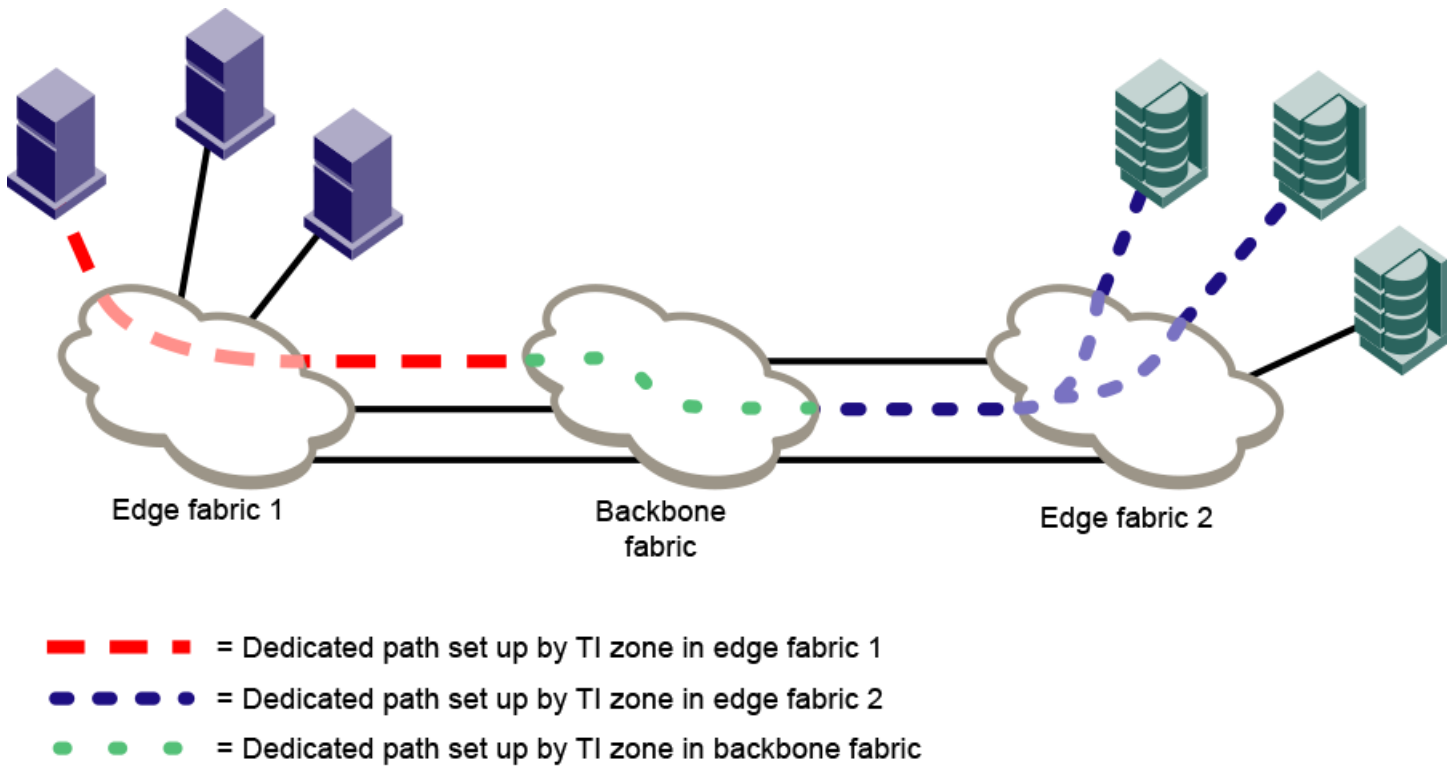 Edge fabric 1
Backbone
fabric
Edge fabric 2
= Dedicated path set up by TI zone in edge fabric 1
= Dedicated path set up by TI zone in edge fabric 2
= Dedicated path set up by TI zone in backbone fabric